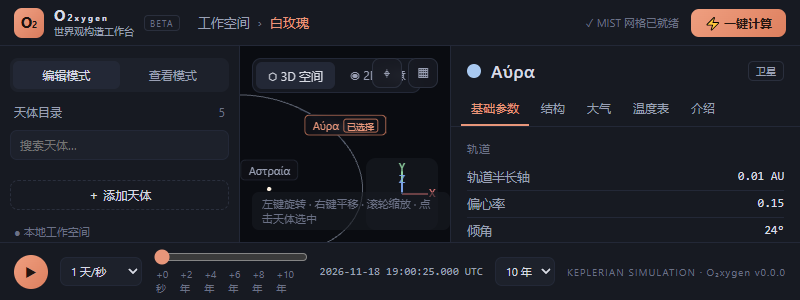 O₂ O₂xygen
世界观构造工作台
BETA
工作空间 › 白玫瑰
✓ MIST 网格已就绪
⚡ 一键计算
编辑模式 查看模式
天体目录 5
搜索天体...
+ 添加天体
本地工作空间
3D 空间
Αύρα 已选择
Αστραία
Y
Z
X
左键旋转 · 右键平移 · 滚轮缩放 · 点
击天体选中
Αύρα 卫星
基础参数 结构 大气 温度表 介绍
轨道
轨道半长轴 0.01 AU
偏心率 0.15
倾角 24°
1 天/秒
+0 +2 +4 +6 +8 +10
秒 年 年 年 年 年
2026-11-18 19:00:25.000 UTC
10 年
KEPLERIAN SIMULATION · O₂xygen v0.0.0